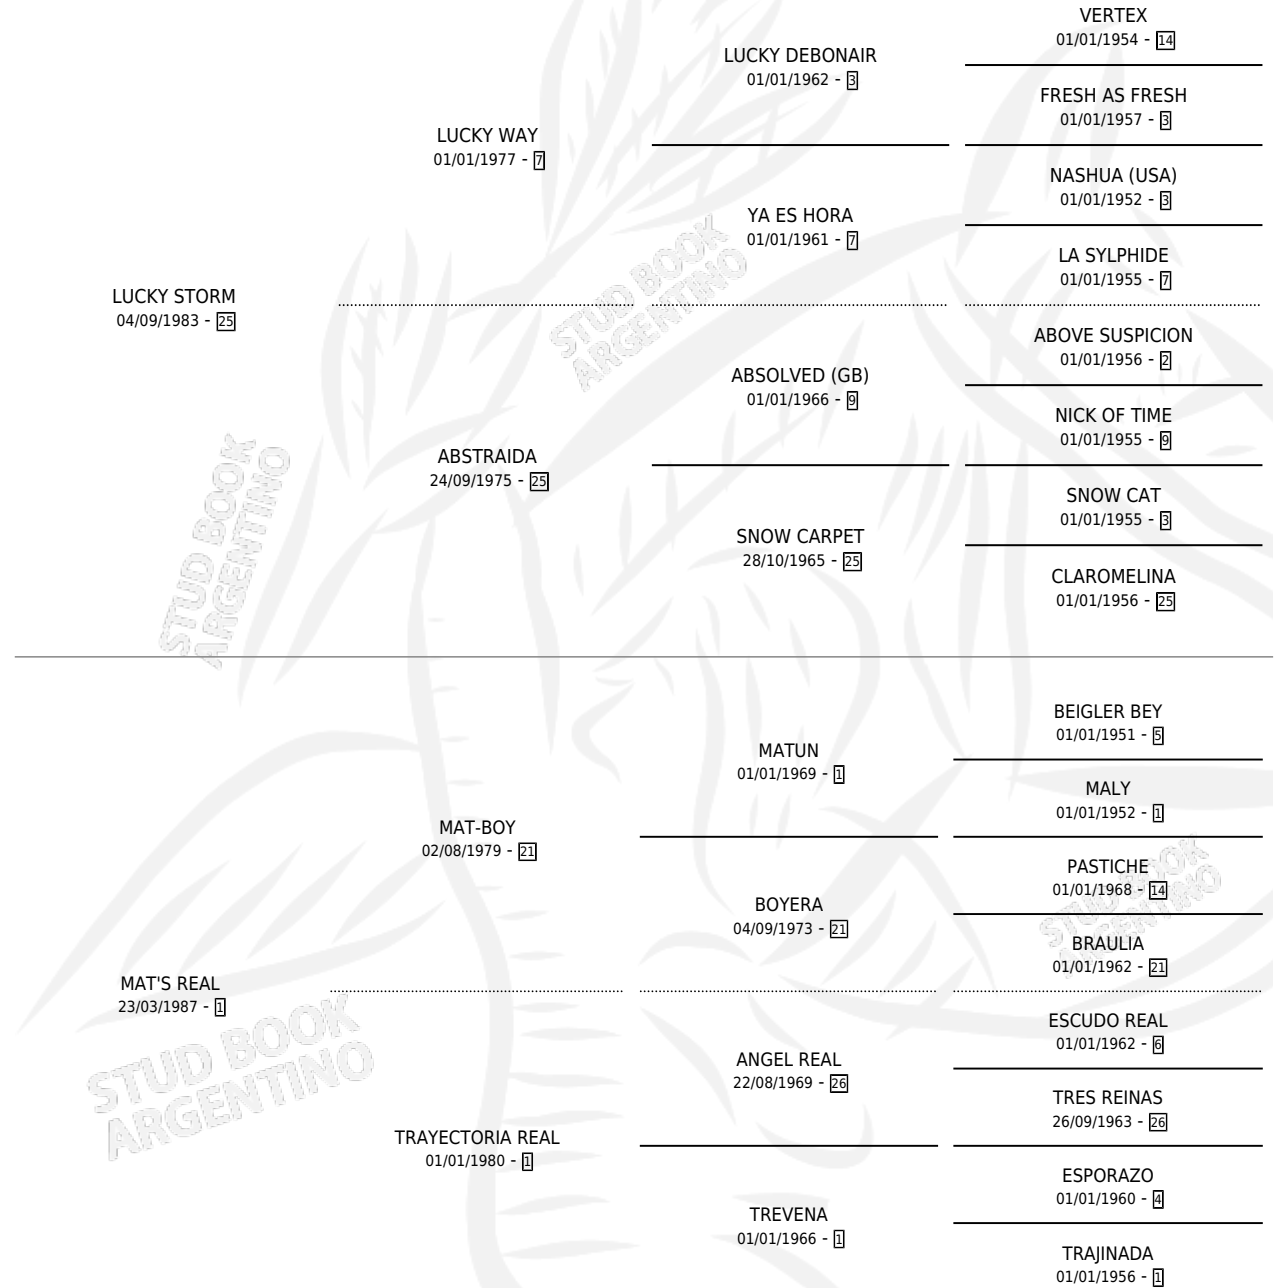 VERTEX
01/01/1954 - 14
LUCKY DEBONAIR
01/01/1962 - 3
FRESH AS FRESH
01/01/1957 - 3
LUCKY WAY
01/01/1977 - 7
NASHUA (USA)
01/01/1952 - 3
YA ES HORA
01/01/1961 - 7
LA SYLPHIDE
01/01/1955 - 7
LUCKY STORM
04/09/1983 - 25
STUD BOOK
ARGENTINO
ABOVE SUSPICION
01/01/1956 - 2
ABSOLVED (GB)
01/01/1966 - 9
NICK OF TIME
01/01/1955 - 9
ABSTRAIDA
24/09/1975 - 25
SNOW CAT
01/01/1955 - 3
SNOW CARPET
28/10/1965 - 25
CLAROMELINA
01/01/1956 - 25
STUD BOOK
ARGENTINO
BEIGLER BEY
01/01/1951 - 5
MATUN
01/01/1969 - 1
MALY
01/01/1952 - 1
MAT-BOY
02/08/1979 - 21
PASTICHE
01/01/1968 - 14
BOYERA
04/09/1973 - 21
BRAULIA
01/01/1962 - 21
STUD BOOK
ARGENTINO
MAT'S REAL
23/03/1987 - 1
ESCUDO REAL
01/01/1962 - 6
ANGEL REAL
22/08/1969 - 26
TRES REINAS
26/09/1963 - 26
STUD BOOK
ARGENTINO
TRAYECTORIA REAL
01/01/1980 - 1
ESPORAZO
01/01/1960 - 4
TREVENA
01/01/1966 - 1
TRAJINADA
01/01/1956 - 1